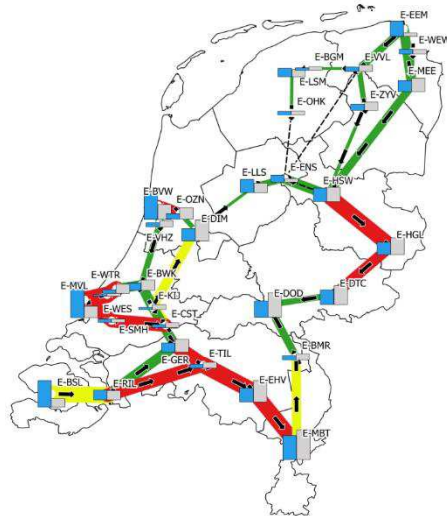 E-EEM
E-WEW
E-BGM
E-VVL
E-MEE
E-LSM
E-ZYV
E-OHK
E-ENS
E-LLS
E-HSW
E-BVW
E-OZN
E-DIM
E-VHZ
E-HGL
E-WTR
E-BWK
E-DTC
E-MVL
E-KIJ
E-DOD
E-WES
E-CST
E-SMH
E-BMR
E-GER
E-TIL
E-BSL
E-RIL
E-EHV
E-MBT